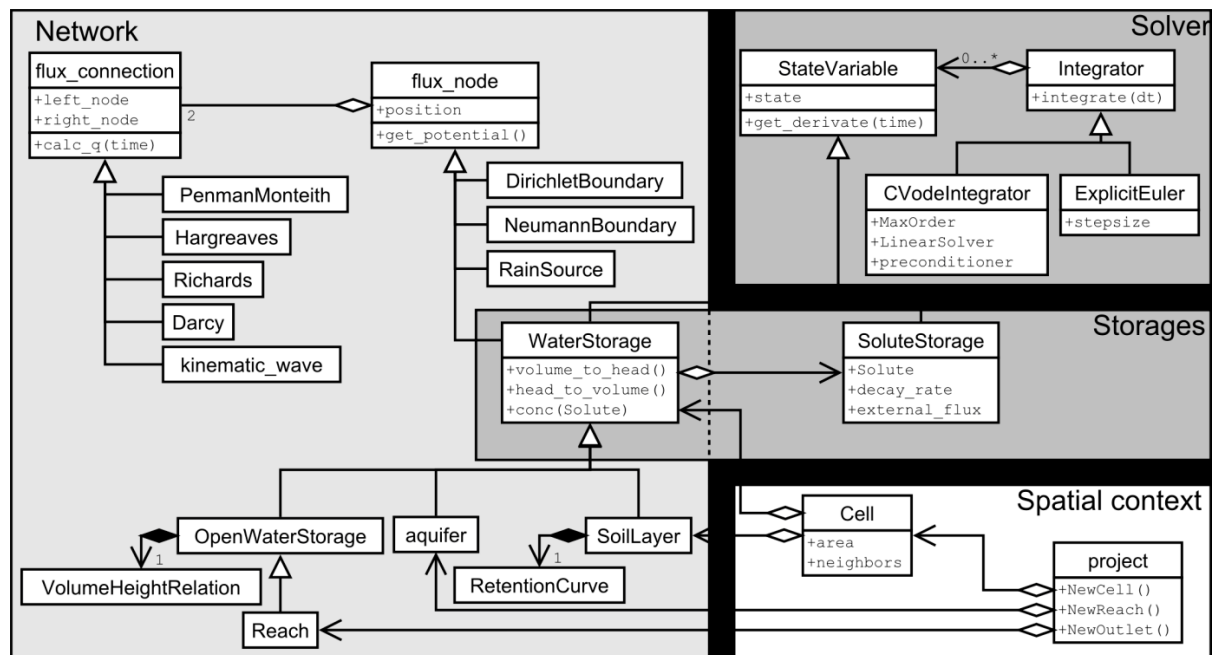 Network
flux_connection
+left_node
+right_node
+calc_q(time)
2
flux_node
+position
+get_potential()
PenmanMonteith
Hargreaves
Richards
Darcy
kinematic_wave
DirichletBoundary
NeumannBoundary
RainSource
Solver
StateVariable
+state
+get_derivate(time)
0..*
Integrator
+integrate(dt)
CVodeIntegrator
+MaxOrder
+LinearSolver
+preconditioner
ExplicitEuler
+stepsize
Storages
WaterStorage
+volume_to_head()
+head_to_volume()
+conc(Solute)
SoluteStorage
+Solute
+decay_rate
+external_flux
OpenWaterStorage
1
VolumeHeightRelation
Reach
aquifer
SoilLayer
1
RetentionCurve
Spatial context
Cell
+area
+neighbors
project
+NewCell()
+NewReach()
+NewOutlet()